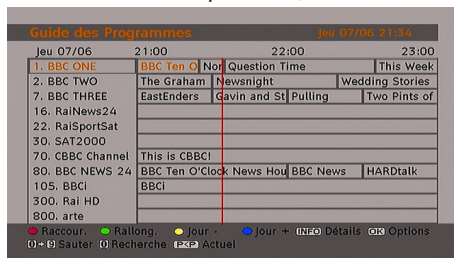 Guide des Programmes Jeu 07/06 21:34
Jeu 07/06 21:00 22:00 23:00
1. BBC ONE BBC Ten O Nor Question Time This Week
2. BBC TWO The Graham Newsnight Wedding Stories
7. BBC THREE EastEnders Gavin and St Pulling Two Pints of
16. RaiNews24
22. RaiSportSat
30. SAT2000
70. CBBC Channel This is CBBC!
80. BBC NEWS 24 BBC Ten O'Clock News Hou BBC News HARDtalk
105. BBCi BBCi
300. Rai HD
800. arte
Raccour. Rallong. Jour - Jour + INFO Détails OK Options
0→9 Sauter 0 Recherche P<P Actuel